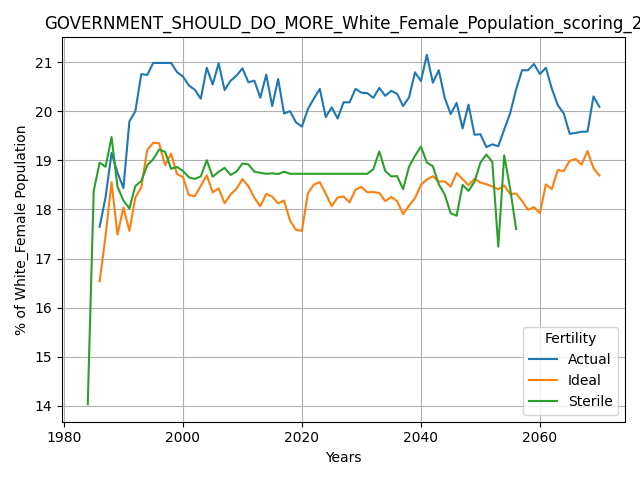 GOVERNMENT_SHOULD_DO_MORE_White_Female_Population_scoring_2
% of White_Female Population
21
20
19
18
17
16
15
14
1980
2000
2020
2040
2060
Years
Fertility
Actual
Ideal
Sterile